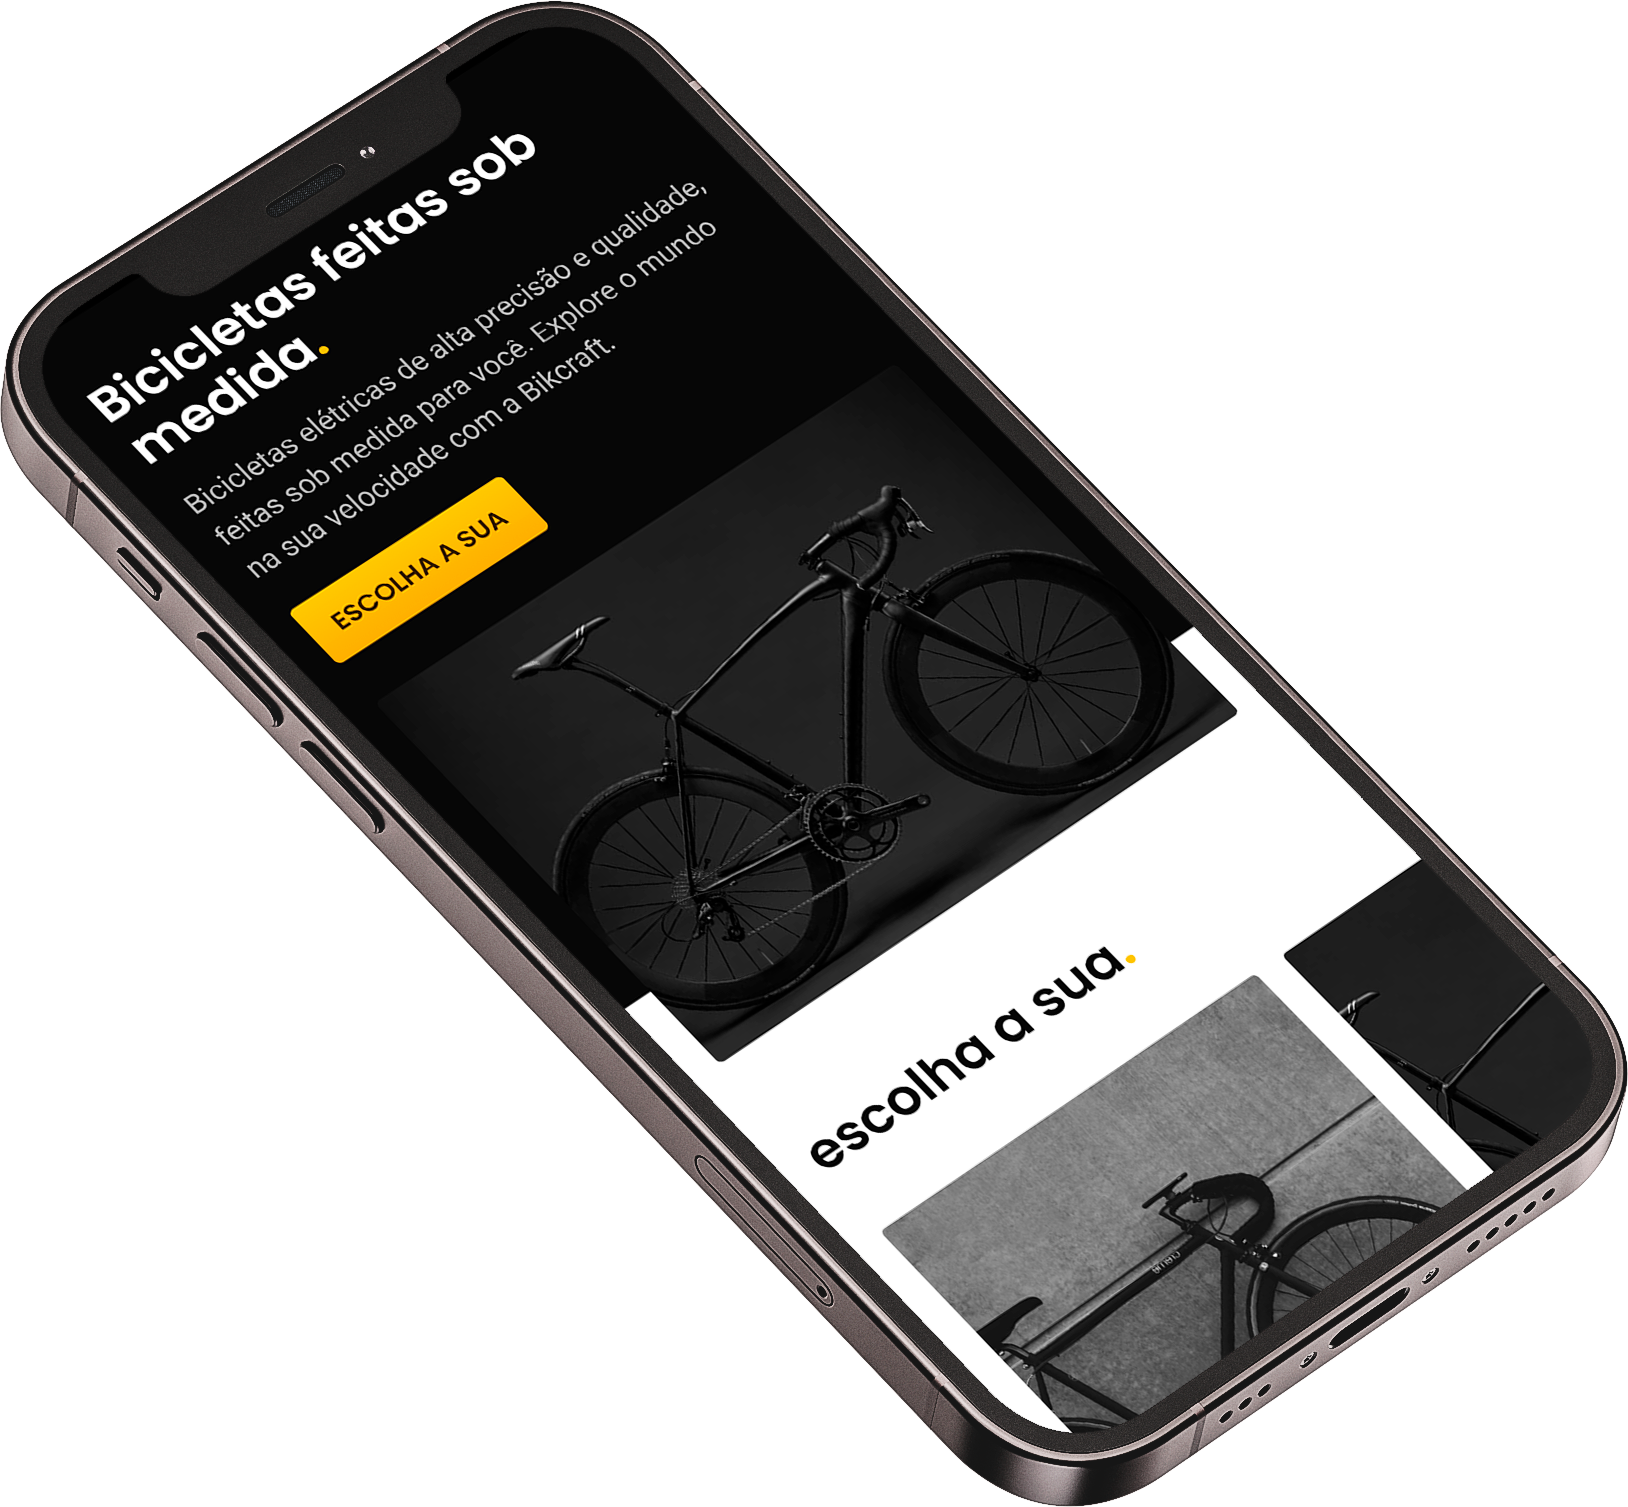 Bicicletas feitas sob
medida.
Bicicletas elétricas de alta precisão e qualidade,
feitas sob medida para você. Explore o mundo
na sua velocidade com a Bikcraft.
ESCOLHA A SUA
escolha a sua.